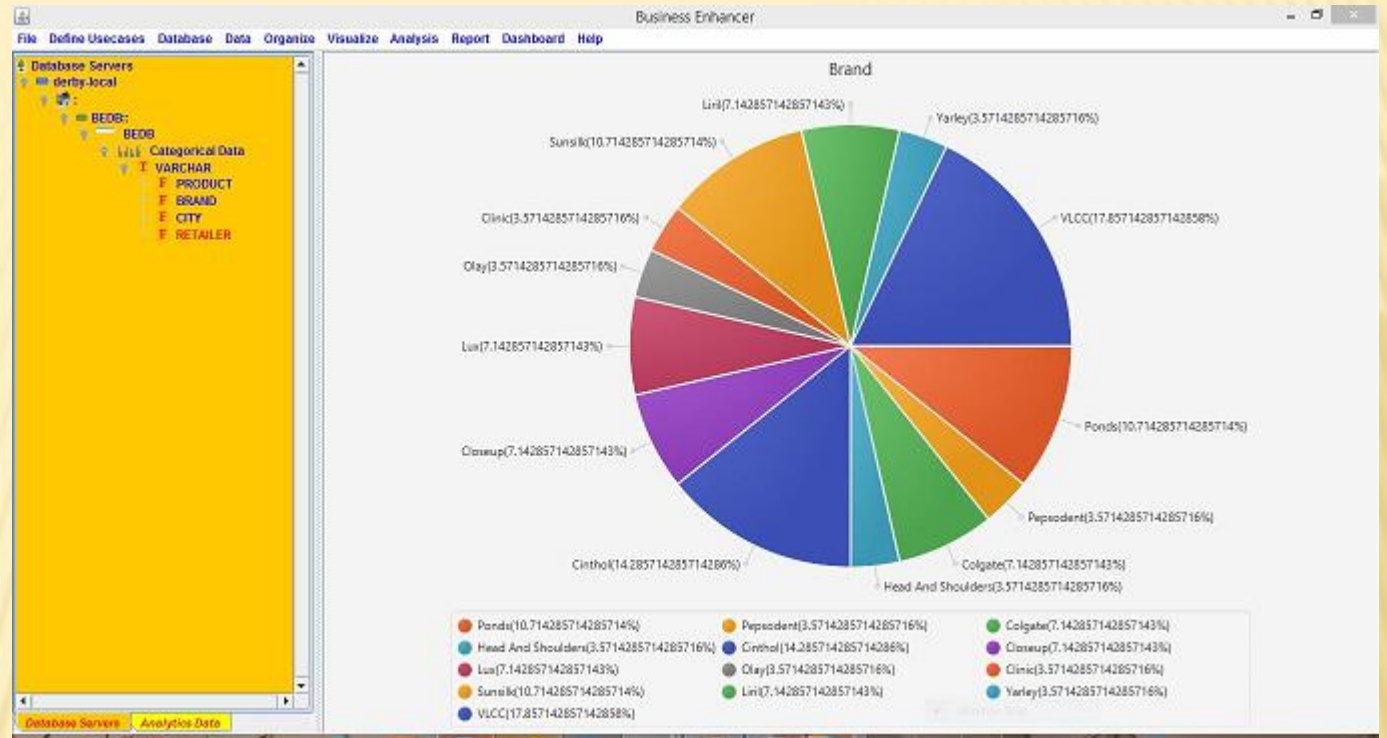 Business Enhancer
File Define Usecases Database Data Organize Visualize Analysis Report Dashboard Help
Database Servers
derby-local
:
BEDB::
BEDB
Categorical Data
T VARCHAR
F PRODUCT
F BRAND
F CITY
F RETAILER
Database Servers Analytics Data
Brand
Liril(7.142857142857143%)
Yarley(3.5714285714285716%)
Sunsilk(10.714285714285714%)
Clinic(3.5714285714285716%)
VLCC(17.857142857142858%)
Olay(3.5714285714285716%)
Lux(7.142857142857143%)
Ponds(10.714285714285714%)
Closeup(7.142857142857143%)
Pepsodent(3.5714285714285716%)
Cinthol(14.285714285714286%)
Colgate(7.142857142857143%)
Head And Shoulders(3.5714285714285716%)
Ponds(10.714285714285714%) Pepsodent(3.5714285714285716%) Colgate(7.142857142857143%)
Head And Shoulders(3.5714285714285716%) Cinthol(14.285714285714286%) Closeup(7.142857142857143%)
Lux(7.142857142857143%) Olay(3.5714285714285716%) Clinic(3.5714285714285716%)
Sunsilk(10.714285714285714%) Liril(7.142857142857143%) Yarley(3.5714285714285716%)
VLCC(17.857142857142858%)